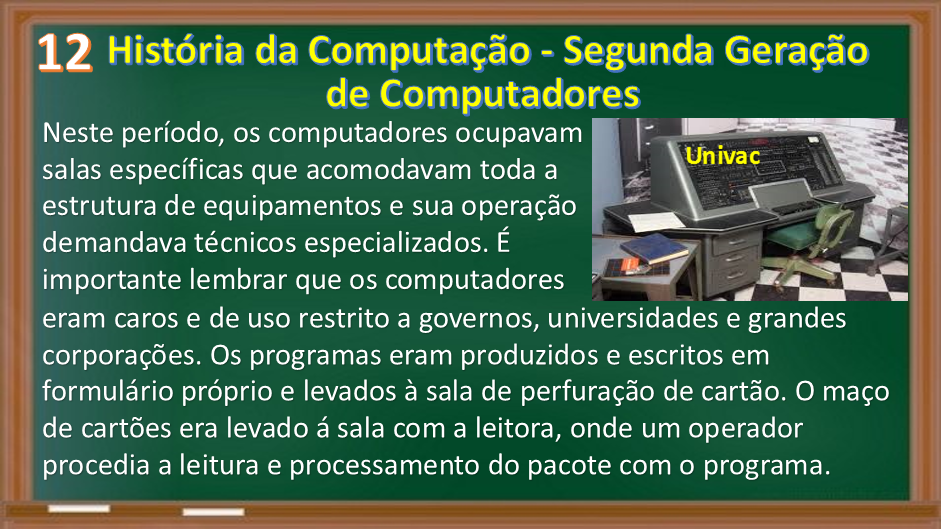 12 História da Computação - Segunda Geração
de Computadores
Neste período, os computadores ocupavam
salas específicas que acomodavam toda a
estrutura de equipamentos e sua operação
demandava técnicos especializados. É
importante lembrar que os computadores
Univac
eram caros e de uso restrito a governos, universidades e grandes
corporações. Os programas eram produzidos e escritos em
formulário próprio e levados à sala de perfuração de cartão. O maço
de cartões era levado á sala com a leitora, onde um operador
procedia a leitura e processamento do pacote com o programa.